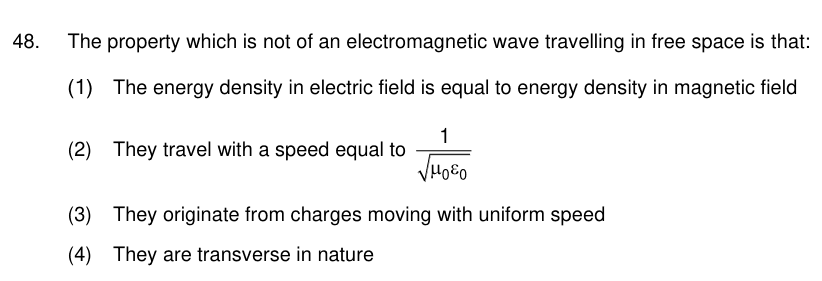 48. The property which is not of an electromagnetic wave travelling in free space is that:
(1) The energy density in electric field is equal to energy density in magnetic field
(2) They travel with a speed equal to 1/√μ₀ε₀
(3) They originate from charges moving with uniform speed
(4) They are transverse in nature